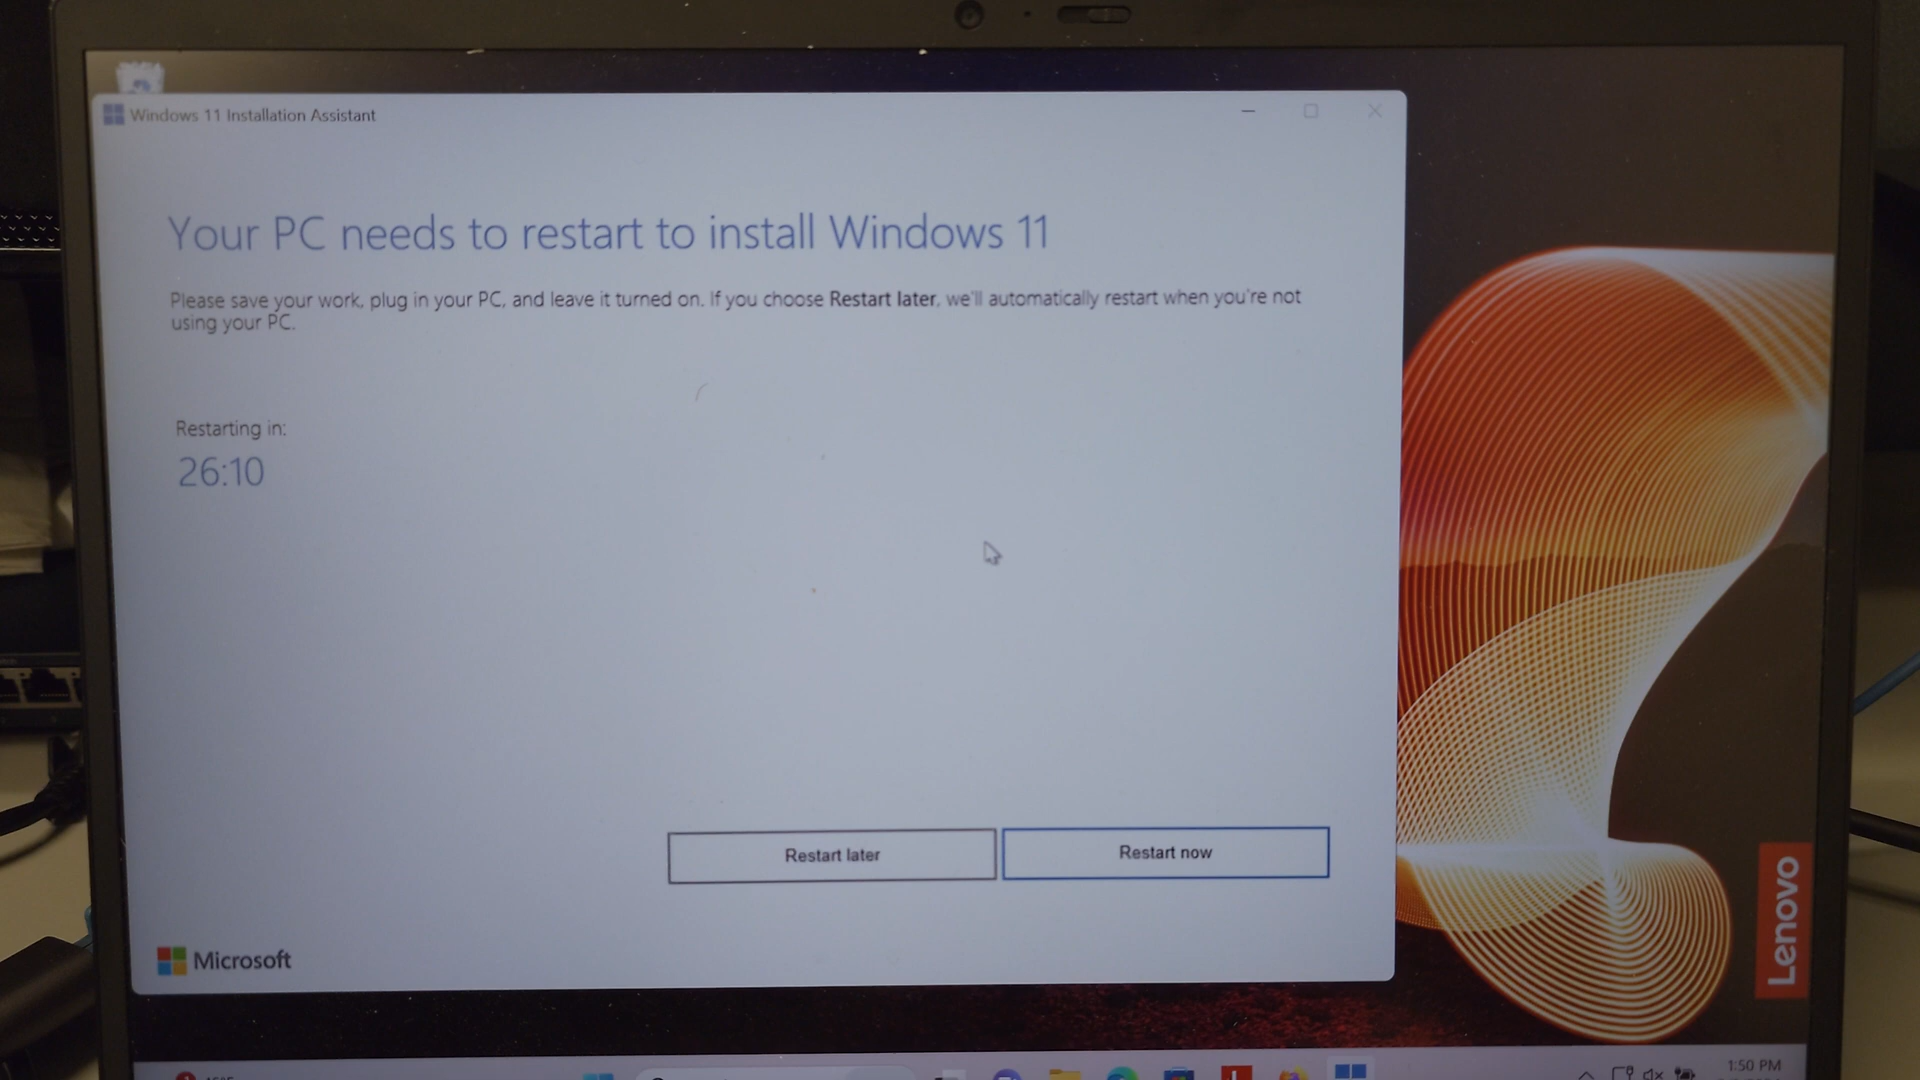 Windows 11 Installation Assistant
Your PC needs to restart to install Windows 11
Please save your work, plug in your PC, and leave it turned on. If you choose Restart later, we'll automatically restart when you're not
using your PC.
Restarting in:
26:10
Restart later
Restart now
Microsoft
Lenovo
1:50 PM